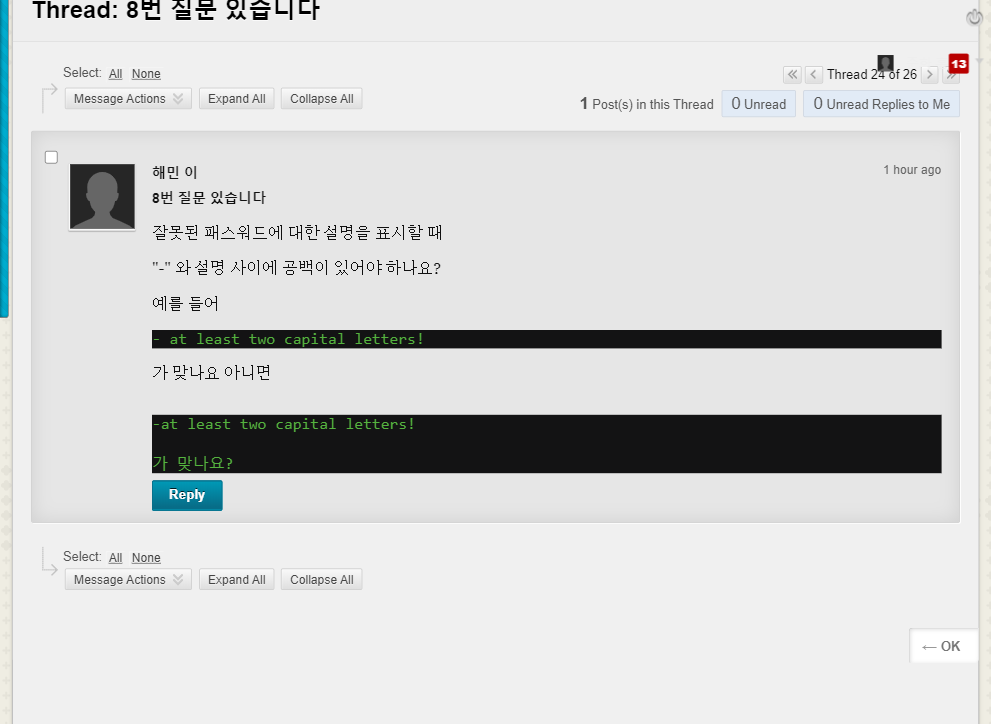 Thread: 8번 질문 있습니다
Select: All None
13
Thread 24 of 26
Message Actions Expand All Collapse All
1 Post(s) in this Thread 0 Unread 0 Unread Replies to Me
해민 이
1 hour ago
8번 질문 있습니다
잘못된 패스워드에 대한 설명을 표시할 때
"-" 와 설명 사이에 공백이 있어야 하나요?
예를 들어
- at least two capital letters!
가 맞나요 아니면
-at least two capital letters!
가 맞나요?
Reply
Select: All None
Message Actions Expand All Collapse All
← OK